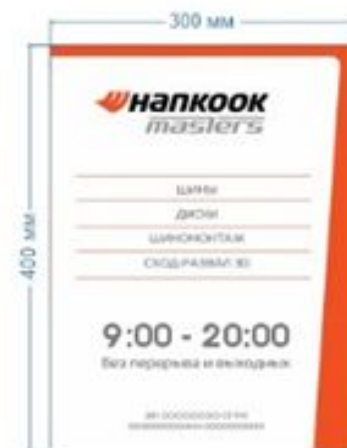 300 мм
400 мм
HANKOOK
masters
ШИНЫ
ДИСКИ
ШИНОМОНТАЖ
СХОД-РАЗВАЛ 3D
9:00 - 20:00
Без перерыва и выходных